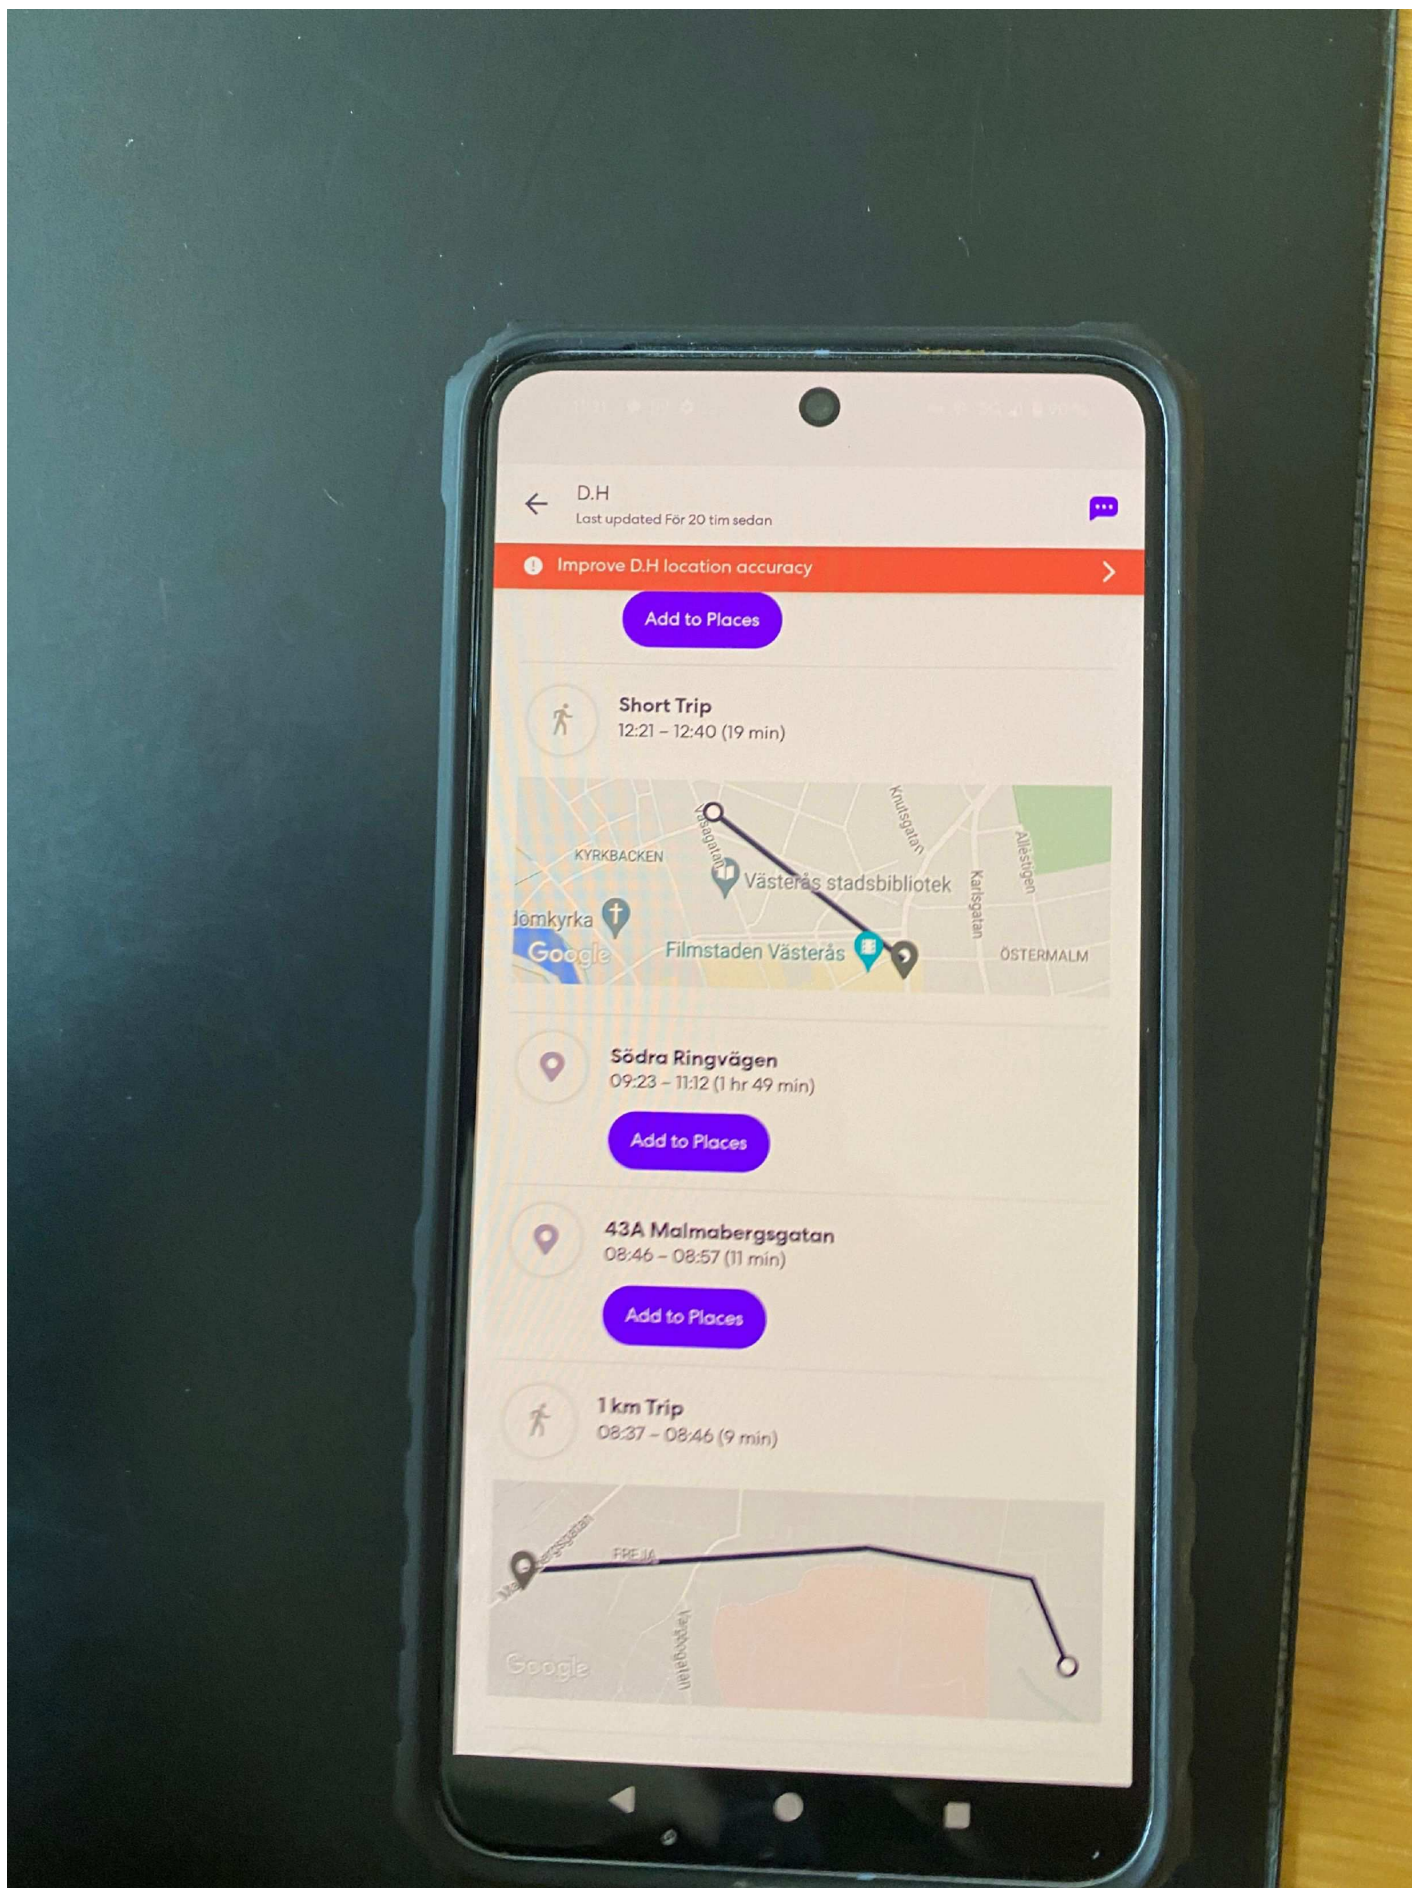 D.H
Last updated För 20 tim sedan
Improve D.H location accuracy
Add to Places
Short Trip
12:21 – 12:40 (19 min)
Knutsgatan
Vasagatan
Allèstigen
KYRKBACKEN
Karlsgatan
Västerås stadsbibliotek
domkyrka
Google
Filmstaden Västerås
ÖSTERMALM
Södra Ringvägen
09:23 – 11:12 (1 hr 49 min)
Add to Places
43A Malmabergsgatan
08:46 – 08:57 (11 min)
Add to Places
1 km Trip
08:37 – 08:46 (9 min)
FREJA
Google